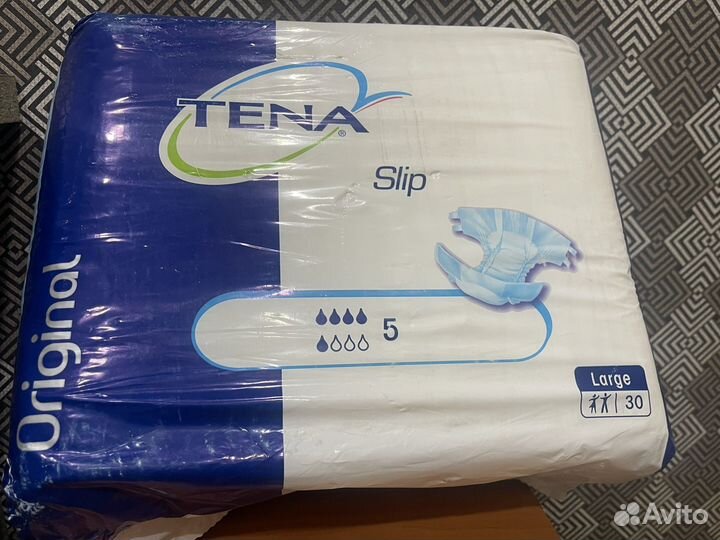 TENA®
Slip
Original
5
Large
30
Avito